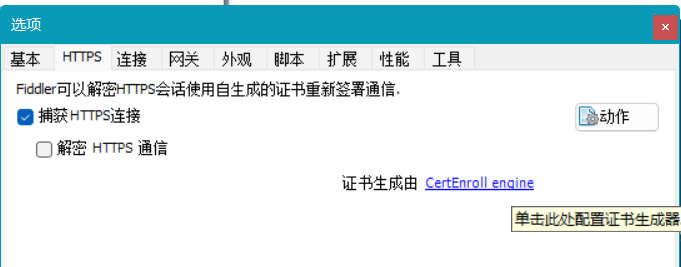 选项
基本 HTTPS 连接 网关 外观 脚本 扩展 性能 工具
Fiddler可以解密HTTPS会话使用自生成的证书重新签署通信.
捕获HTTPS连接
动作
解密 HTTPS 通信
证书生成由 CertEnroll engine
单击此处配置证书生成器